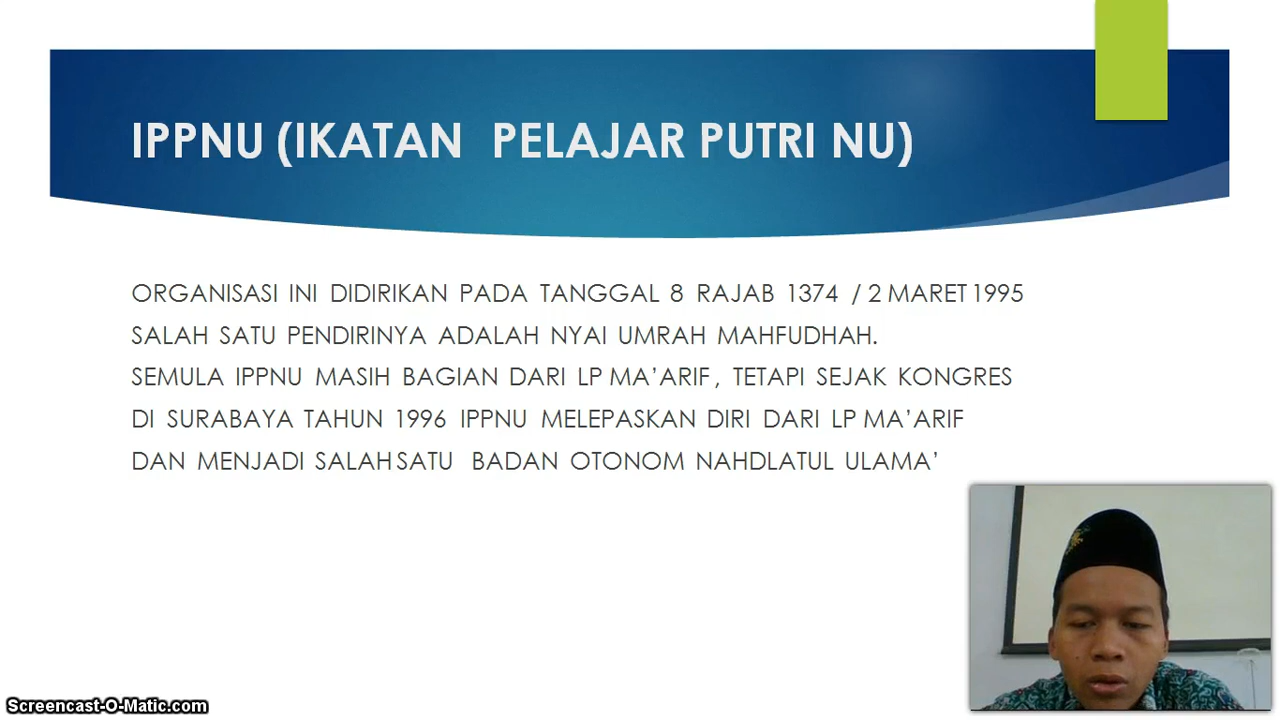 IPPNU (IKATAN PELAJAR PUTRI NU)
ORGANISASI INI DIDIRIKAN PADA TANGGAL 8 RAJAB 1374 / 2 MARET 1995
SALAH SATU PENDIRINYA ADALAH NYAI UMRAH MAHFUDHAH.
SEMULA IPPNU MASIH BAGIAN DARI LP MA’ARIF, TETAPI SEJAK KONGRES
DI SURABAYA TAHUN 1996 IPPNU MELEPASKAN DIRI DARI LP MA’ARIF
DAN MENJADI SALAH SATU BADAN OTONOM NAHDLATUL ULAMA’
Screencast-O-Matic.com